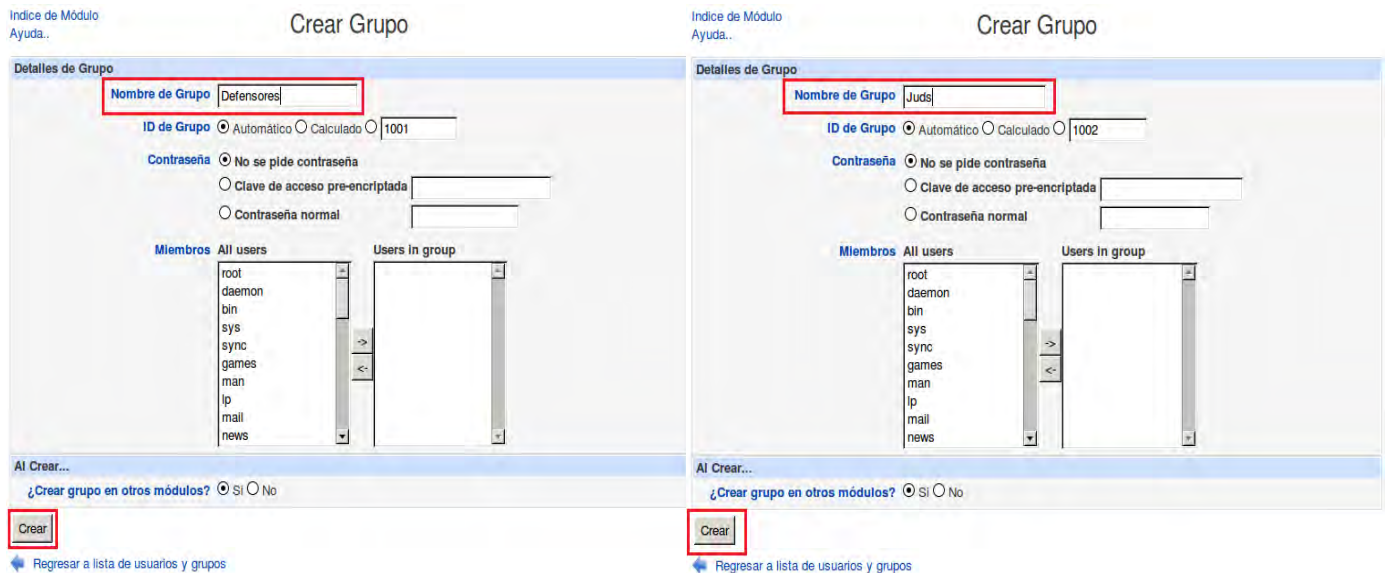 Indice de Módulo
Ayuda..
Crear Grupo
Detalles de Grupo
Nombre de Grupo Defensores
ID de Grupo Automático Calculado 1001
Contraseña No se pide contraseña
Clave de acceso pre-encriptada
Contraseña normal
Miembros All users Users in group
root
daemon
bin
sys
sync
games
man
lp
mail
news
->
<-
Al Crear...
¿Crear grupo en otros módulos? Si No
Crear
Regresar a lista de usuarios y grupos
Indice de Módulo
Ayuda..
Crear Grupo
Detalles de Grupo
Nombre de Grupo Juds
ID de Grupo Automático Calculado 1002
Contraseña No se pide contraseña
Clave de acceso pre-encriptada
Contraseña normal
Miembros All users Users in group
root
daemon
bin
sys
sync
games
man
lp
mail
news
->
<-
Al Crear...
¿Crear grupo en otros módulos? Si No
Crear
Regresar a lista de usuarios y grupos